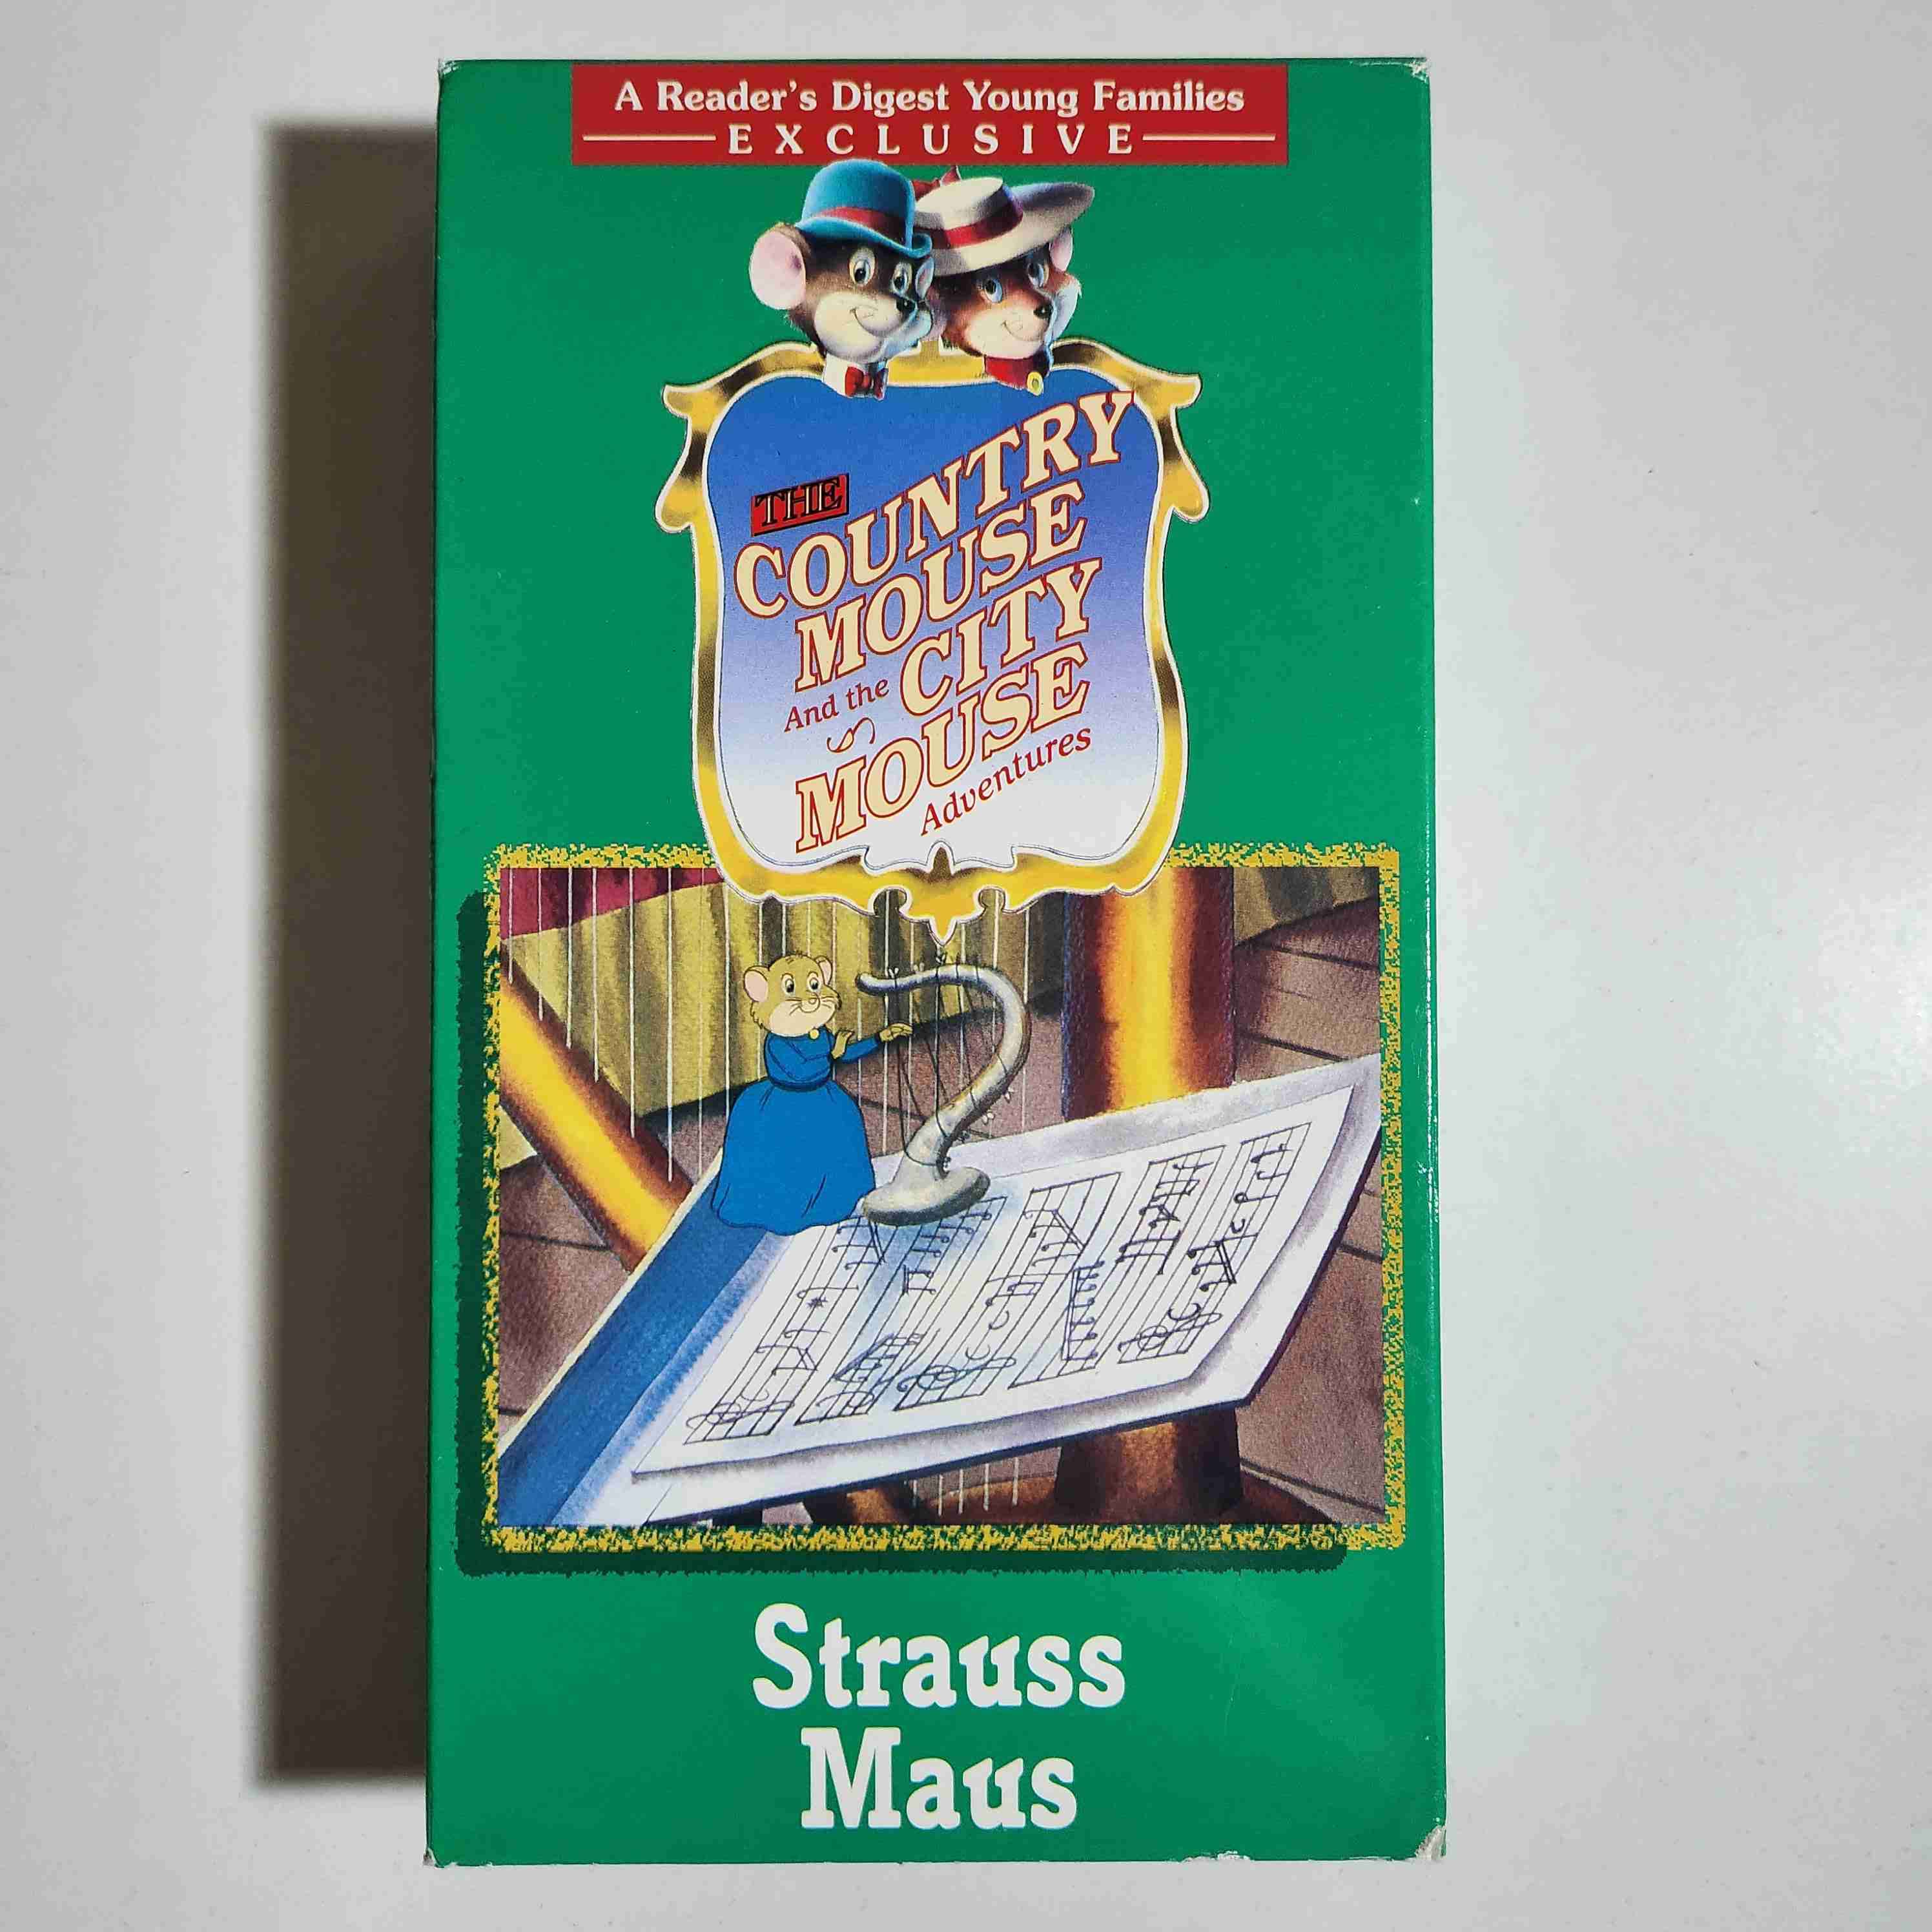 A Reader's Digest Young Families
EXCLUSIVE
THE
COUNTRY
MOUSE
And the CITY
MOUSE
Adventures
Strauss
Maus